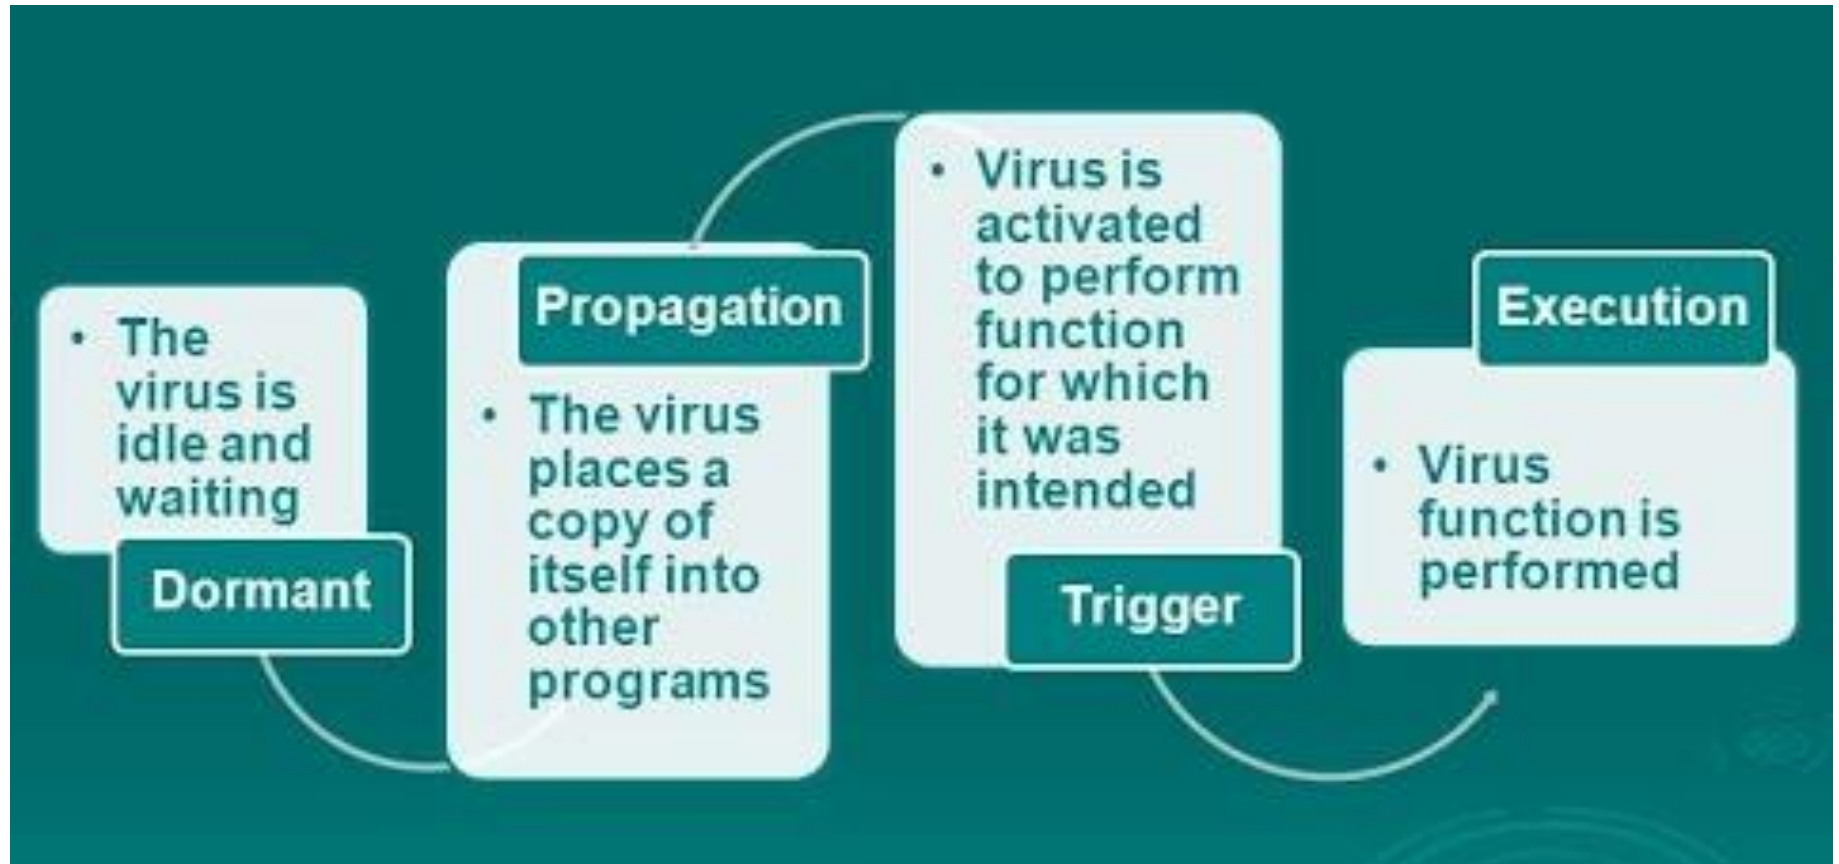 • The
virus is
idle and
waiting
Dormant
Propagation
• The virus
places a
copy of
itself into
other
programs
• Virus is
activated
to perform
function
for which
it was
intended
Trigger
Execution
• Virus
function is
performed